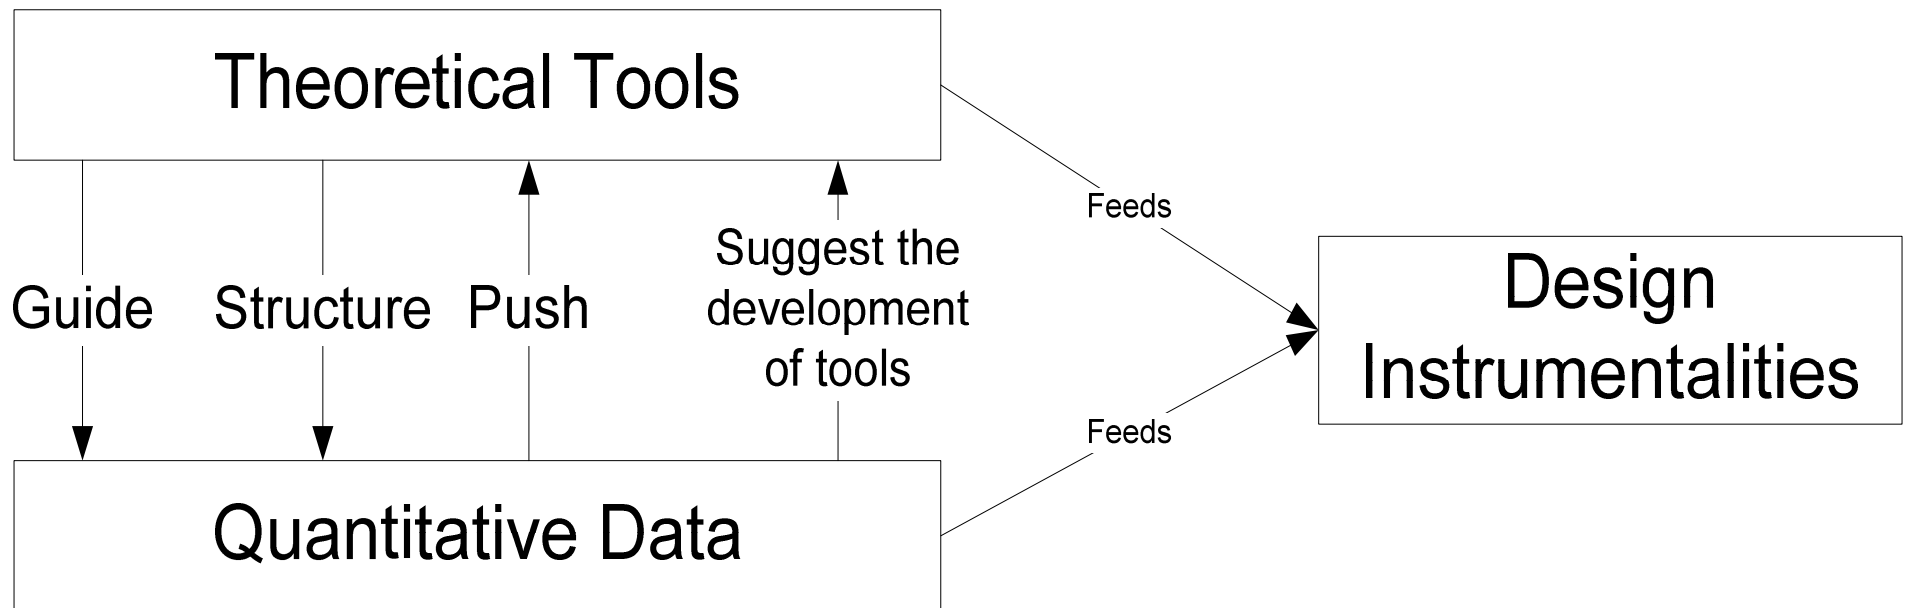 Theoretical Tools
Feeds
Guide
Structure
Push
Suggest the
development
of tools
Design
Instrumentalities
Feeds
Quantitative Data